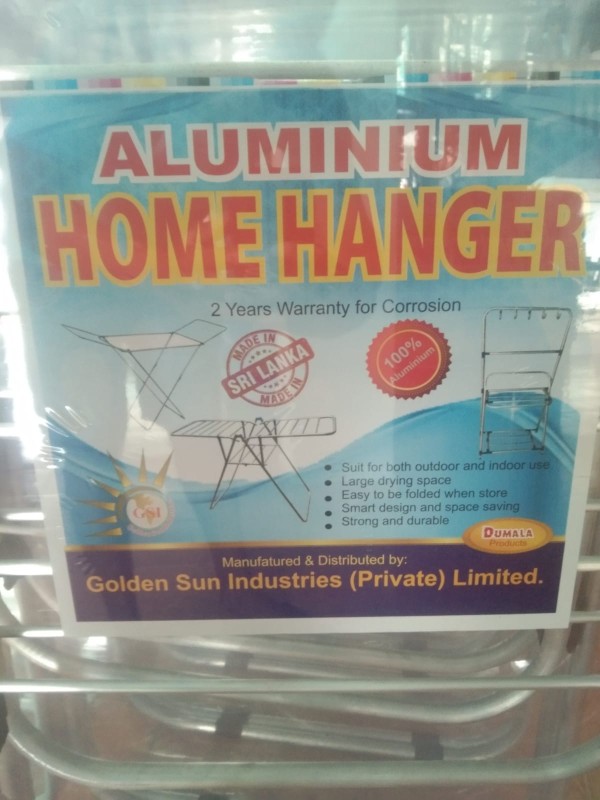 ALUMINIUM
HOME HANGER
2 Years Warranty for Corrosion
MADE IN
SRI LANKA
MADE IN
100%
Aluminium
Suit for both outdoor and indoor use
Large drying space
Easy to be folded when store
Smart design and space saving
Strong and durable
GSI
DUMALA
Products
Manufatured & Distributed by:
Golden Sun Industries (Private) Limited.